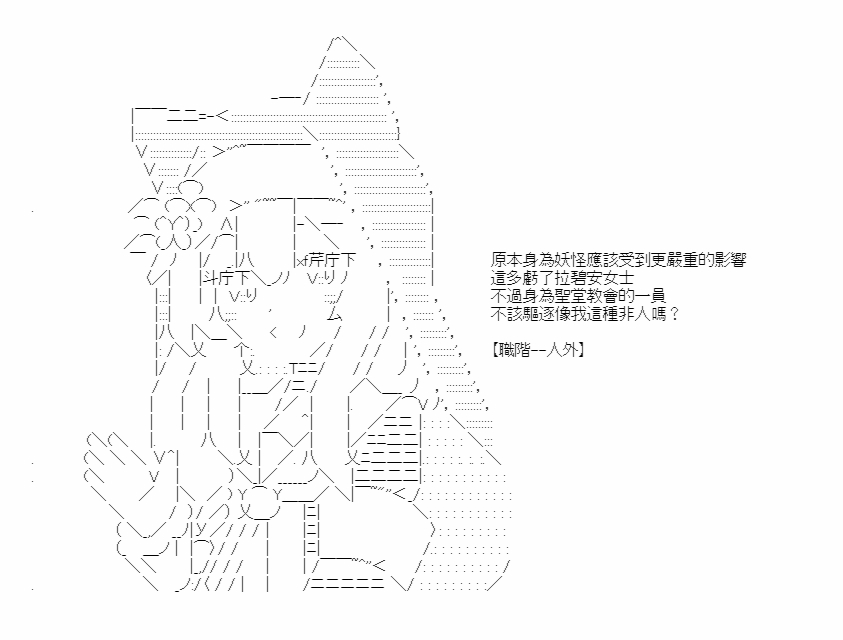 原本身為妖怪應該受到更嚴重的影響
這多虧了拉碧安女士
不過身為聖堂教會的一員
不該驅逐像我這種非人嗎？
【職階--人外】